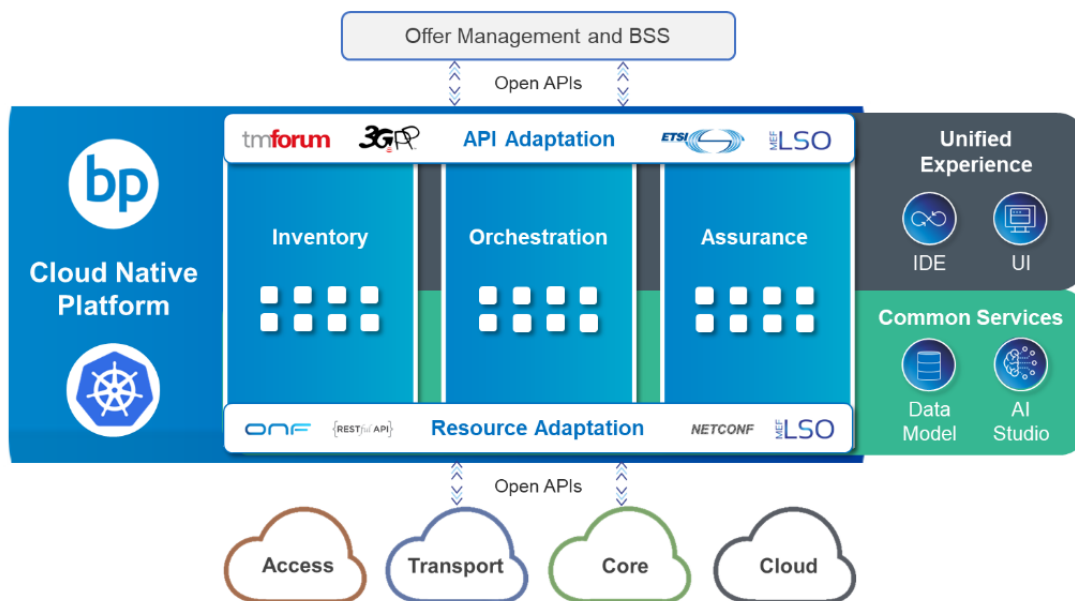 Offer Management and BSS
Open APIs
tmforum
3GPP
API Adaptation
ETSI
MEF LSO
bp
Cloud Native
Platform
Inventory
Orchestration
Assurance
Unified
Experience
IDE
UI
Common Services
Data
Model
AI
Studio
ONF
{RESTful API}
Resource Adaptation
NETCONF
MEF LSO
Open APIs
Access
Transport
Core
Cloud